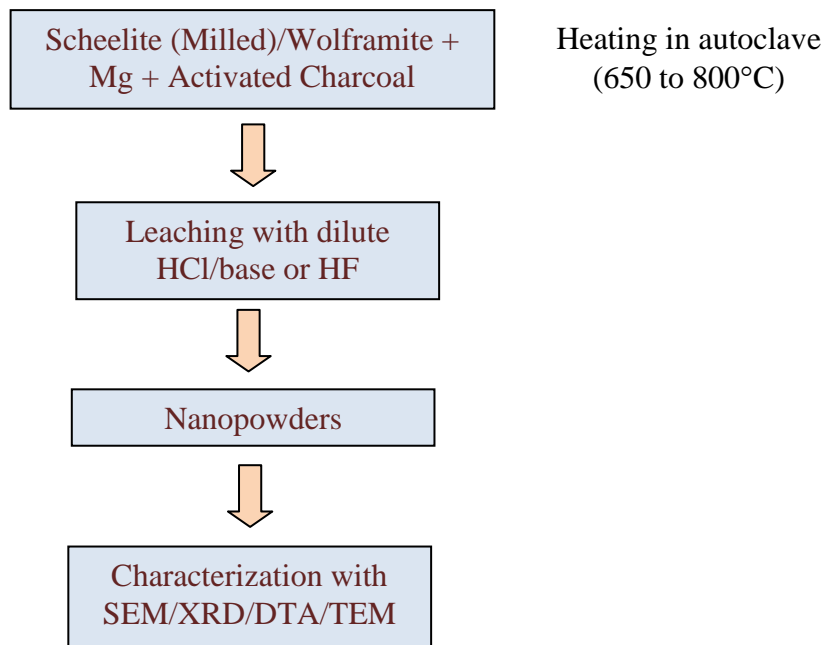 Scheelite (Milled)/Wolframite +
Mg + Activated Charcoal
Heating in autoclave
(650 to 800°C)
Leaching with dilute
HCl/base or HF
Nanopowders
Characterization with
SEM/XRD/DTA/TEM